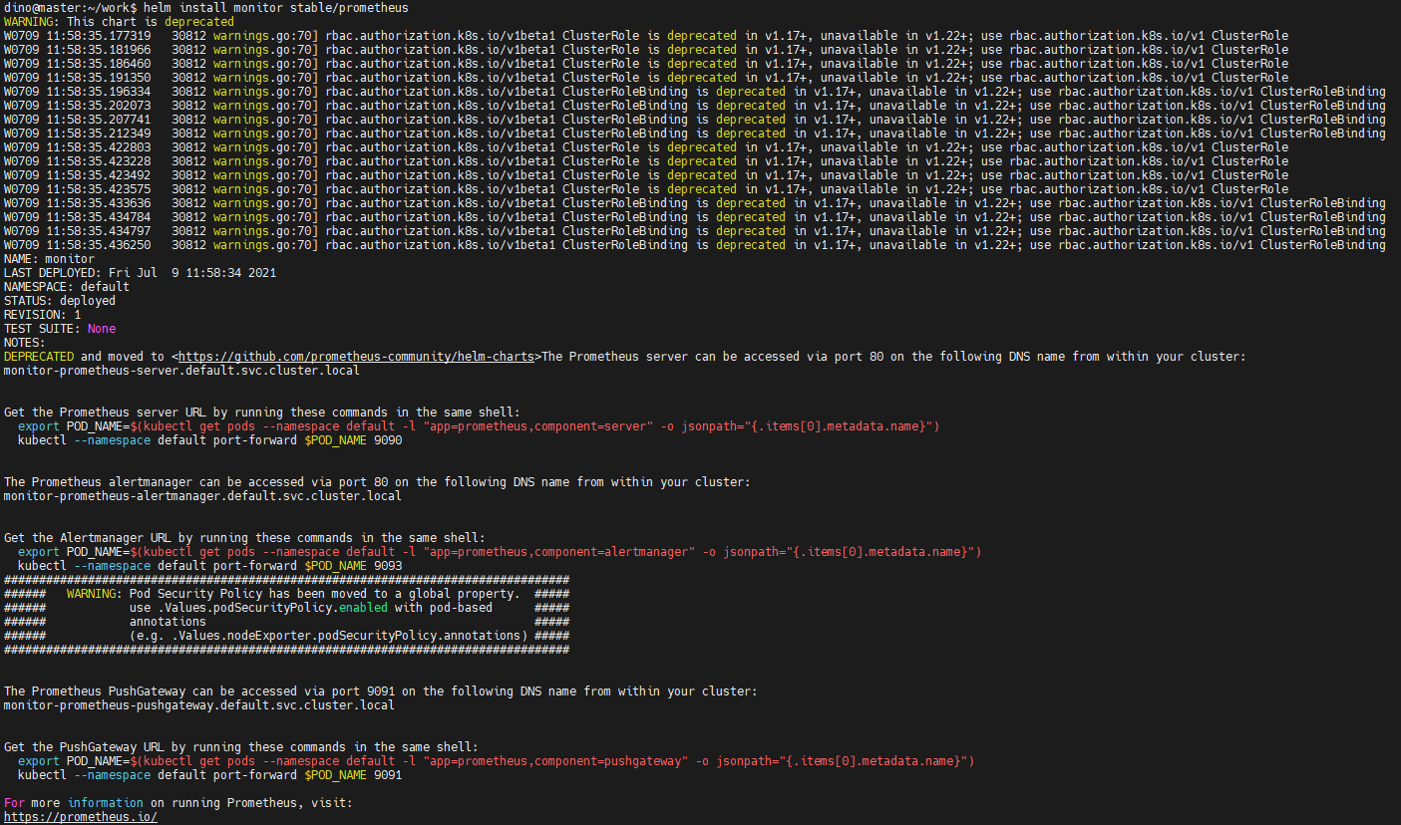 dino@master:~/work$ helm install monitor stable/prometheus
WARNING: This chart is deprecated
W0709 11:58:35.177319   30812 warnings.go:70] rbac.authorization.k8s.io/v1beta1 ClusterRole is deprecated in v1.17+, unavailable in v1.22+; use rbac.authorization.k8s.io/v1 ClusterRole
W0709 11:58:35.181966   30812 warnings.go:70] rbac.authorization.k8s.io/v1beta1 ClusterRole is deprecated in v1.17+, unavailable in v1.22+; use rbac.authorization.k8s.io/v1 ClusterRole
W0709 11:58:35.186460   30812 warnings.go:70] rbac.authorization.k8s.io/v1beta1 ClusterRole is deprecated in v1.17+, unavailable in v1.22+; use rbac.authorization.k8s.io/v1 ClusterRole
W0709 11:58:35.191350   30812 warnings.go:70] rbac.authorization.k8s.io/v1beta1 ClusterRole is deprecated in v1.17+, unavailable in v1.22+; use rbac.authorization.k8s.io/v1 ClusterRole
W0709 11:58:35.196334   30812 warnings.go:70] rbac.authorization.k8s.io/v1beta1 ClusterRoleBinding is deprecated in v1.17+, unavailable in v1.22+; use rbac.authorization.k8s.io/v1 ClusterRoleBinding
W0709 11:58:35.202073   30812 warnings.go:70] rbac.authorization.k8s.io/v1beta1 ClusterRoleBinding is deprecated in v1.17+, unavailable in v1.22+; use rbac.authorization.k8s.io/v1 ClusterRoleBinding
W0709 11:58:35.207741   30812 warnings.go:70] rbac.authorization.k8s.io/v1beta1 ClusterRoleBinding is deprecated in v1.17+, unavailable in v1.22+; use rbac.authorization.k8s.io/v1 ClusterRoleBinding
W0709 11:58:35.212349   30812 warnings.go:70] rbac.authorization.k8s.io/v1beta1 ClusterRoleBinding is deprecated in v1.17+, unavailable in v1.22+; use rbac.authorization.k8s.io/v1 ClusterRoleBinding
W0709 11:58:35.422803   30812 warnings.go:70] rbac.authorization.k8s.io/v1beta1 ClusterRole is deprecated in v1.17+, unavailable in v1.22+; use rbac.authorization.k8s.io/v1 ClusterRole
W0709 11:58:35.423228   30812 warnings.go:70] rbac.authorization.k8s.io/v1beta1 ClusterRole is deprecated in v1.17+, unavailable in v1.22+; use rbac.authorization.k8s.io/v1 ClusterRole
W0709 11:58:35.423492   30812 warnings.go:70] rbac.authorization.k8s.io/v1beta1 ClusterRole is deprecated in v1.17+, unavailable in v1.22+; use rbac.authorization.k8s.io/v1 ClusterRole
W0709 11:58:35.423575   30812 warnings.go:70] rbac.authorization.k8s.io/v1beta1 ClusterRole is deprecated in v1.17+, unavailable in v1.22+; use rbac.authorization.k8s.io/v1 ClusterRole
W0709 11:58:35.433636   30812 warnings.go:70] rbac.authorization.k8s.io/v1beta1 ClusterRoleBinding is deprecated in v1.17+, unavailable in v1.22+; use rbac.authorization.k8s.io/v1 ClusterRoleBinding
W0709 11:58:35.434784   30812 warnings.go:70] rbac.authorization.k8s.io/v1beta1 ClusterRoleBinding is deprecated in v1.17+, unavailable in v1.22+; use rbac.authorization.k8s.io/v1 ClusterRoleBinding
W0709 11:58:35.434797   30812 warnings.go:70] rbac.authorization.k8s.io/v1beta1 ClusterRoleBinding is deprecated in v1.17+, unavailable in v1.22+; use rbac.authorization.k8s.io/v1 ClusterRoleBinding
W0709 11:58:35.436250   30812 warnings.go:70] rbac.authorization.k8s.io/v1beta1 ClusterRoleBinding is deprecated in v1.17+, unavailable in v1.22+; use rbac.authorization.k8s.io/v1 ClusterRoleBinding
NAME: monitor
LAST DEPLOYED: Fri Jul  9 11:58:34 2021
NAMESPACE: default
STATUS: deployed
REVISION: 1
TEST SUITE: None
NOTES:
DEPRECATED and moved to <https://github.com/prometheus-community/helm-charts>The Prometheus server can be accessed via port 80 on the following DNS name from within your cluster:
monitor-prometheus-server.default.svc.cluster.local
Get the Prometheus server URL by running these commands in the same shell:
  export POD_NAME=$(kubectl get pods --namespace default -l "app=prometheus,component=server" -o jsonpath="{.items[0].metadata.name}")
  kubectl --namespace default port-forward $POD_NAME 9090
The Prometheus alertmanager can be accessed via port 80 on the following DNS name from within your cluster:
monitor-prometheus-alertmanager.default.svc.cluster.local
Get the Alertmanager URL by running these commands in the same shell:
  export POD_NAME=$(kubectl get pods --namespace default -l "app=prometheus,component=alertmanager" -o jsonpath="{.items[0].metadata.name}")
  kubectl --namespace default port-forward $POD_NAME 9093
#################################################################################
######   WARNING: Pod Security Policy has been moved to a global property.  #####
######            use .Values.podSecurityPolicy.enabled with pod-based      #####
######            annotations                                               #####
######            (e.g. .Values.nodeExporter.podSecurityPolicy.annotations) #####
#################################################################################
The Prometheus PushGateway can be accessed via port 9091 on the following DNS name from within your cluster:
monitor-prometheus-pushgateway.default.svc.cluster.local
Get the PushGateway URL by running these commands in the same shell:
  export POD_NAME=$(kubectl get pods --namespace default -l "app=prometheus,component=pushgateway" -o jsonpath="{.items[0].metadata.name}")
  kubectl --namespace default port-forward $POD_NAME 9091
For more information on running Prometheus, visit:
https://prometheus.io/